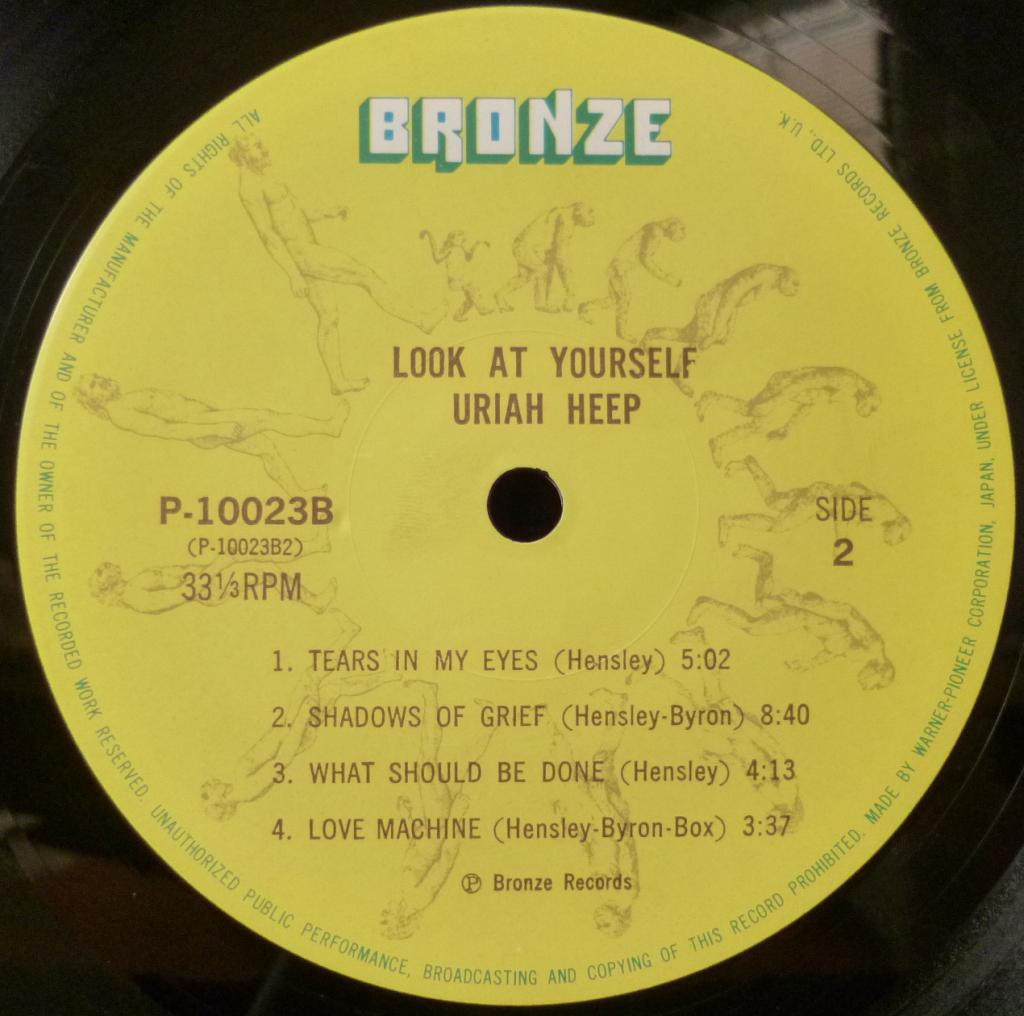 BRONZE
LOOK AT YOURSELF
URIAH HEEP
P-10023B
(P-10023B2)
33⅓RPM
SIDE
2
1. TEARS IN MY EYES (Hensley) 5:02
2. SHADOWS OF GRIEF (Hensley-Byron) 8:40
3. WHAT SHOULD BE DONE (Hensley) 4:13
4. LOVE MACHINE (Hensley-Byron-Box) 3:37
Ⓟ Bronze Records
ALL RIGHTS OF THE MANUFACTURER AND OF THE OWNER OF THE RECORDED WORK RESERVED. UNAUTHORIZED PUBLIC PERFORMANCE, BROADCASTING AND COPYING OF THIS RECORD PROHIBITED. MADE BY WARNER-PIONEER CORPORATION, JAPAN, UNDER LICENSE FROM BRONZE RECORDS LTD., U.K.